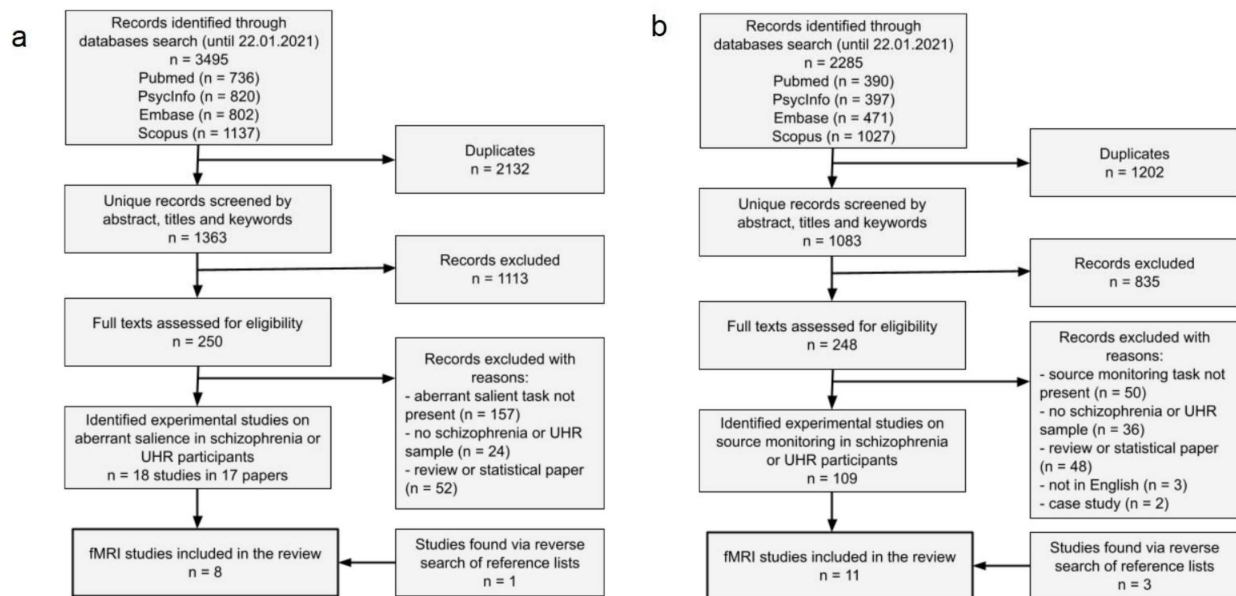 a
Records identified through
databases search (until 22.01.2021)
n = 3495
Pubmed (n = 736)
PsycInfo (n = 820)
Embase (n = 802)
Scopus (n = 1137)
Duplicates
n = 2132
Unique records screened by
abstract, titles and keywords
n = 1363
Records excluded
n = 1113
Full texts assessed for eligibility
n = 250
Records excluded with
reasons:
- aberrant salient task not
present (n = 157)
- no schizophrenia or UHR
sample (n = 24)
- review or statistical paper
(n = 52)
Identified experimental studies on
aberrant salience in schizophrenia or
UHR participants
n = 18 studies in 17 papers
fMRI studies included in the review
n = 8
Studies found via reverse
search of reference lists
n = 1
b
Records identified through
databases search (until 22.01.2021)
n = 2285
Pubmed (n = 390)
PsycInfo (n = 397)
Embase (n = 471)
Scopus (n = 1027)
Duplicates
n = 1202
Unique records screened by
abstract, titles and keywords
n = 1083
Records excluded
n = 835
Full texts assessed for eligibility
n = 248
Records excluded with
reasons:
- source monitoring task not
present (n = 50)
- no schizophrenia or UHR
sample (n = 36)
- review or statistical paper
(n = 48)
- not in English (n = 3)
- case study (n = 2)
Identified experimental studies on
source monitoring in schizophrenia
or UHR participants
n = 109
fMRI studies included in the review
n = 11
Studies found via reverse
search of reference lists
n = 3